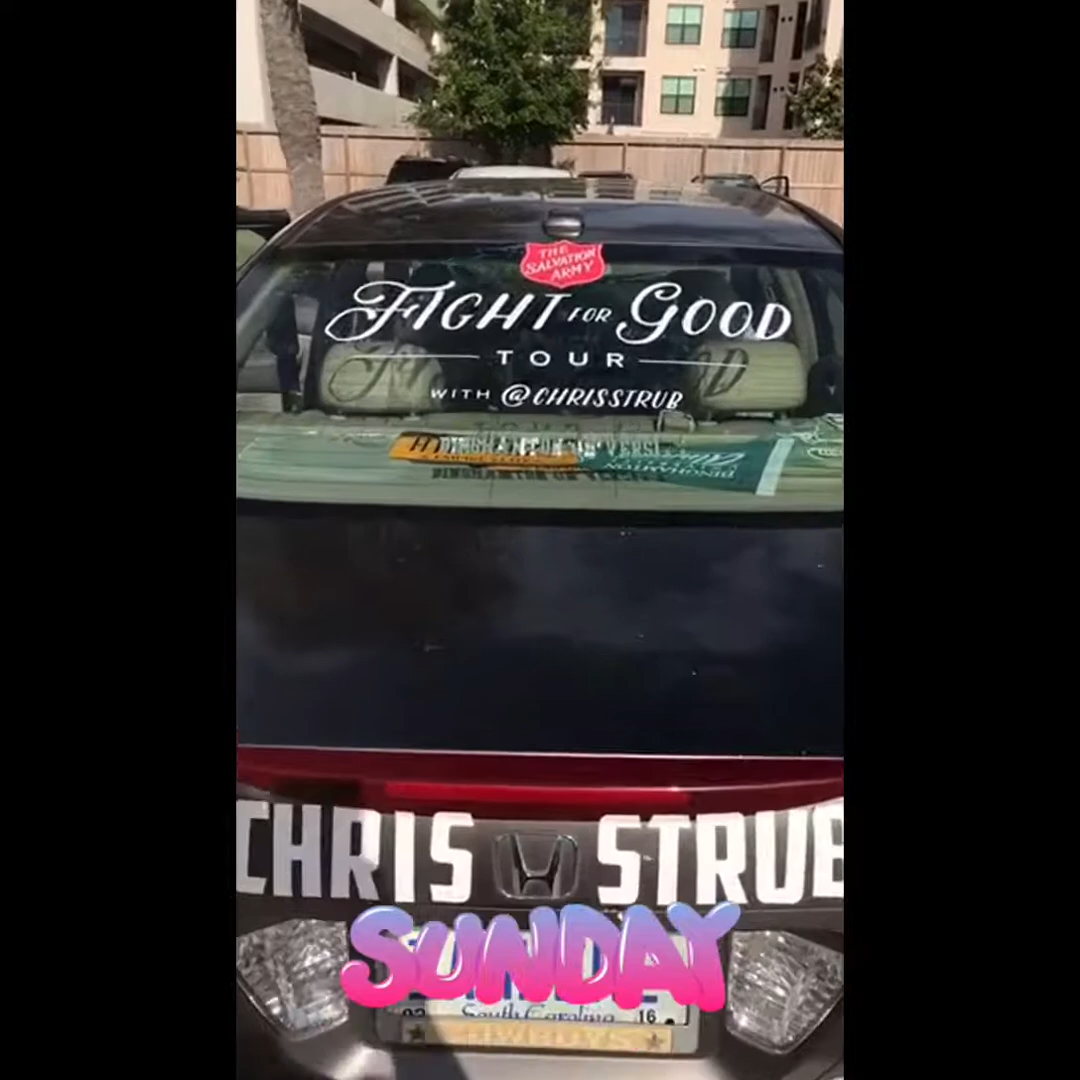 THE
SALVATION
ARMY
FIGHT FOR GOOD
TOUR
WITH @CHRISSTRUB
CHRIS STRUB
SUNDAY
South Carolina 16